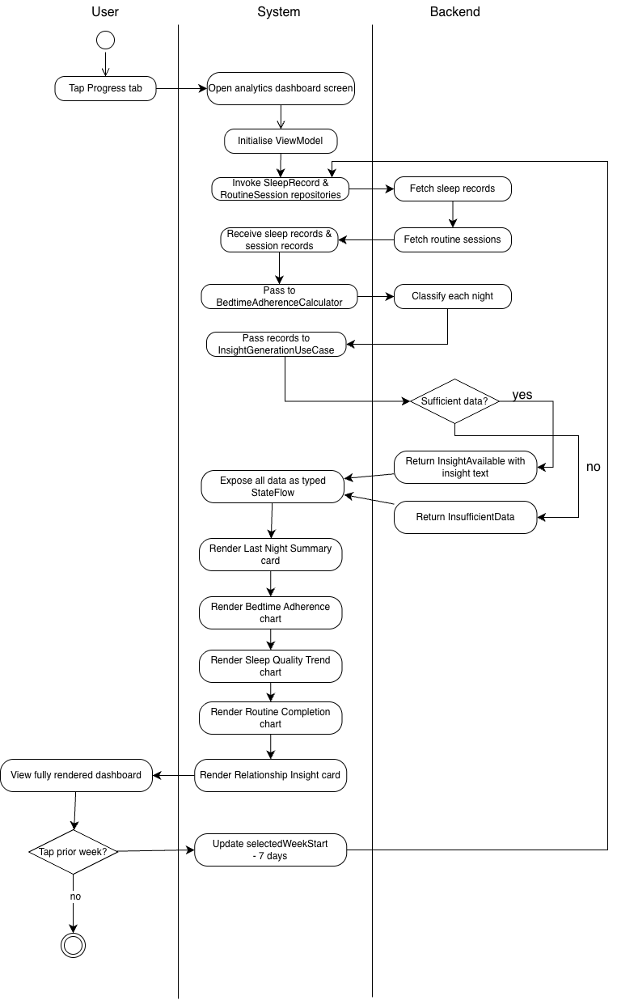 User
System
Backend
Tap Progress tab
Open analytics dashboard screen
Initialise ViewModel
Invoke SleepRecord &
RoutineSession repositories
Fetch sleep records
Receive sleep records &
session records
Fetch routine sessions
Pass to
BedtimeAdherenceCalculator
Classify each night
Pass records to
InsightGenerationUseCase
Sufficient data?
yes
no
Return InsightAvailable with
insight text
Expose all data as typed
StateFlow
Return InsufficientData
Render Last Night Summary
card
Render Bedtime Adherence
chart
Render Sleep Quality Trend
chart
Render Routine Completion
chart
View fully rendered dashboard
Render Relationship Insight card
Tap prior week?
Update selectedWeekStart
- 7 days
no